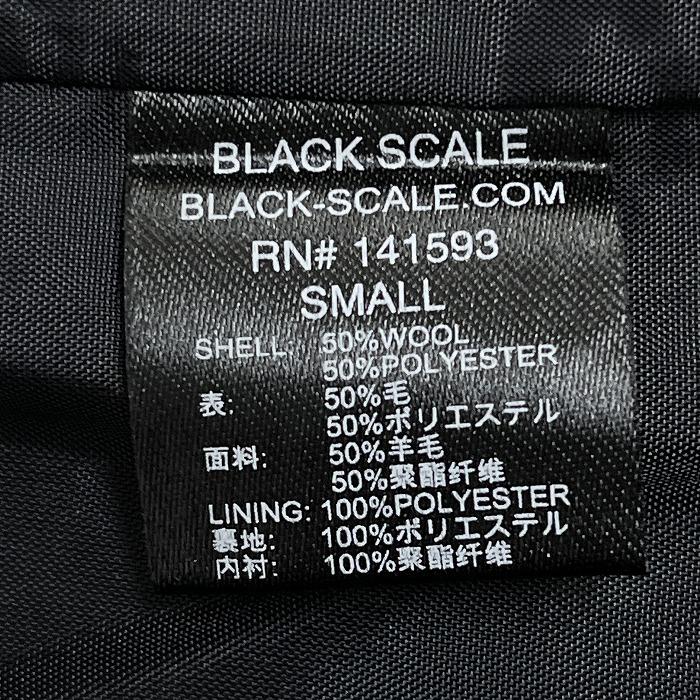 BLACK SCALE
BLACK-SCALE.COM
RN# 141593
SMALL
SHELL: 50%WOOL
50%POLYESTER
表: 50%毛
50%ポリエステル
面料: 50%羊毛
50%聚酯纤维
LINING: 100%POLYESTER
裏地: 100%ポリエステル
内衬: 100%聚酯纤维